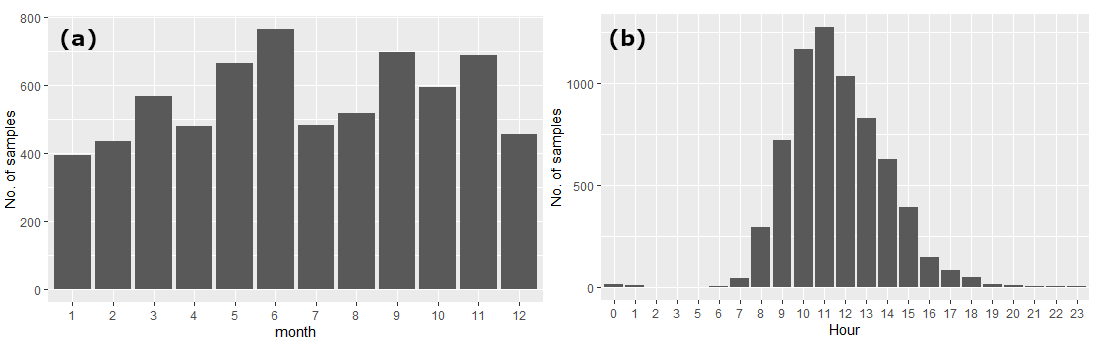 (a)
No. of samples
800
600
400
200
0
1 2 3 4 5 6 7 8 9 10 11 12
month
(b)
No. of samples
1000
500
0
0 1 2 3 5 6 7 8 9 10 11 12 13 14 15 16 17 18 19 20 21 22 23
Hour